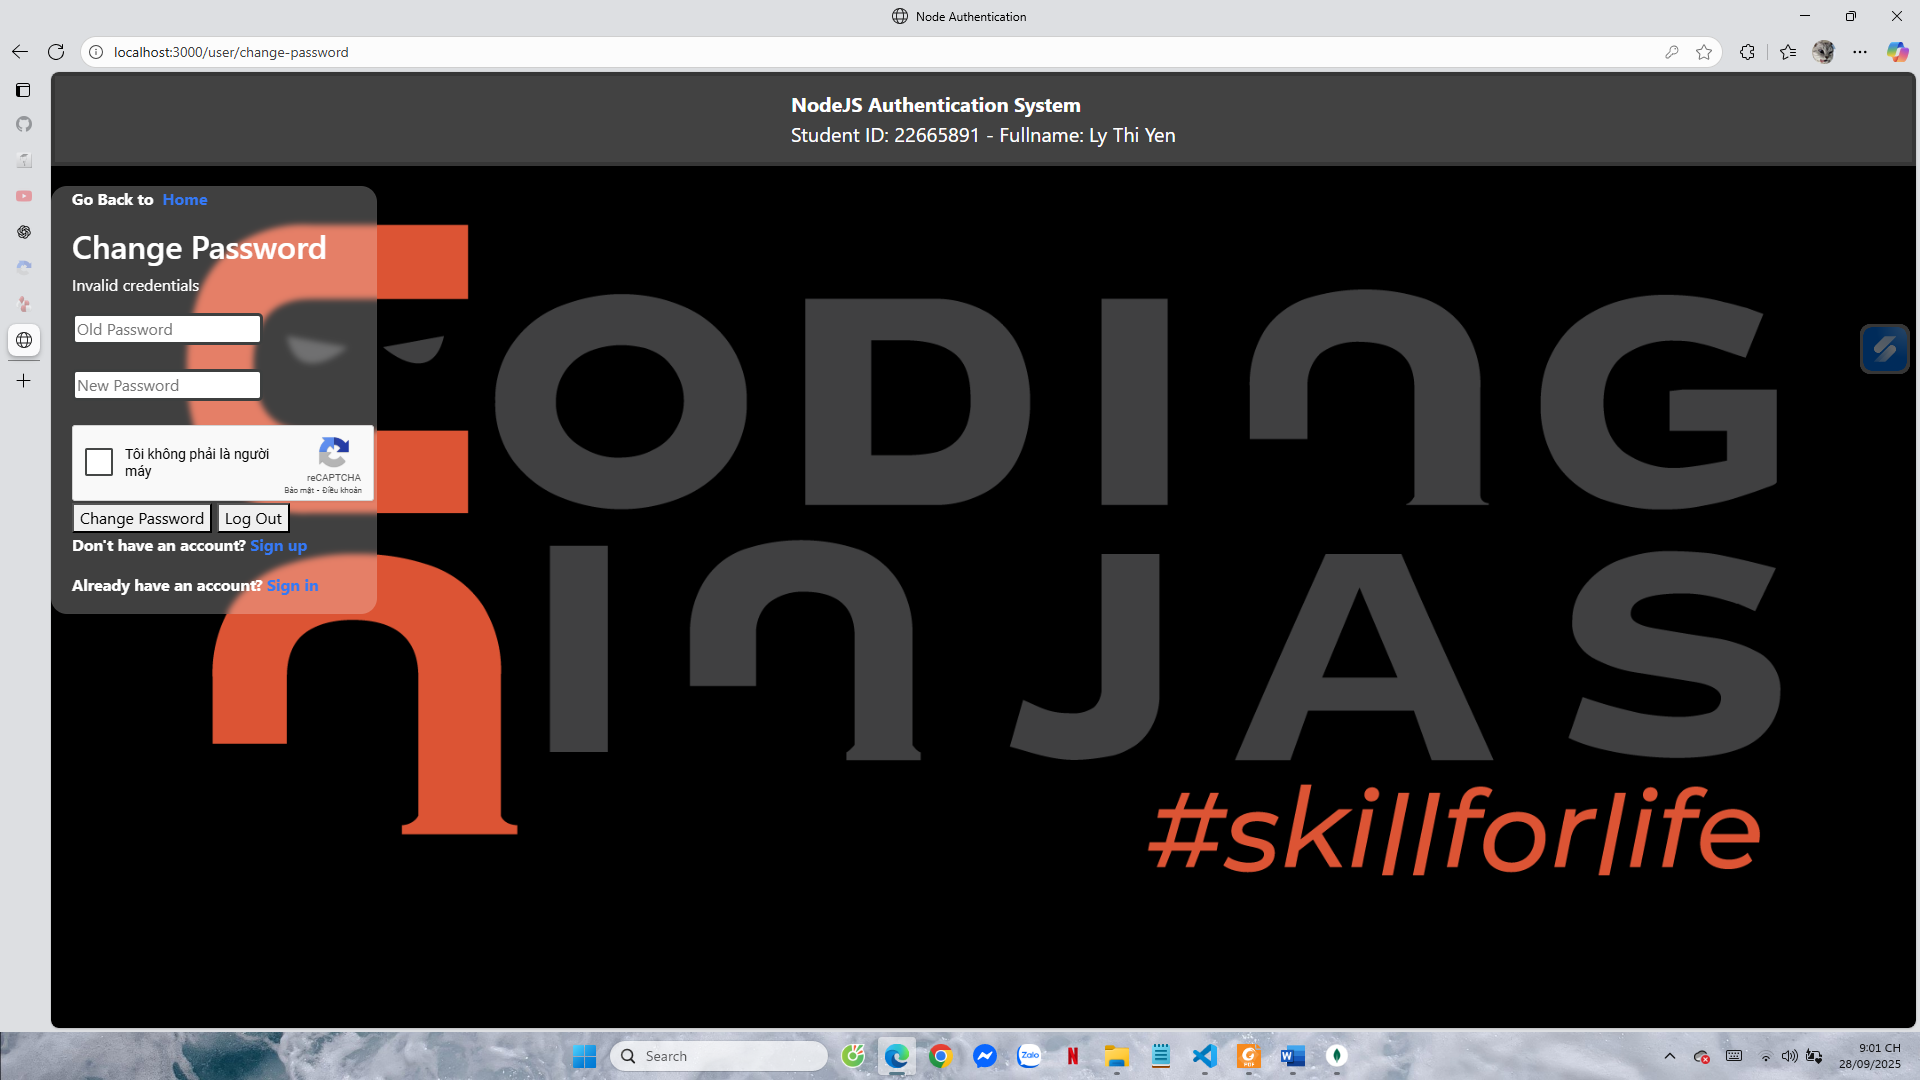 Node Authentication
localhost:3000/user/change-password
NodeJS Authentication System
Student ID: 22665891 - Fullname: Ly Thi Yen
Go Back to Home
Change Password
Invalid credentials
Old Password
New Password
Tôi không phải là người
máy
reCAPTCHA
Bảo mật - Điều khoản
Change Password Log Out
Don't have an account? Sign up
Already have an account? Sign in
CODING
NINJAS
#skillforlife
Search
Zalo
N
9:01 CH
28/09/2025